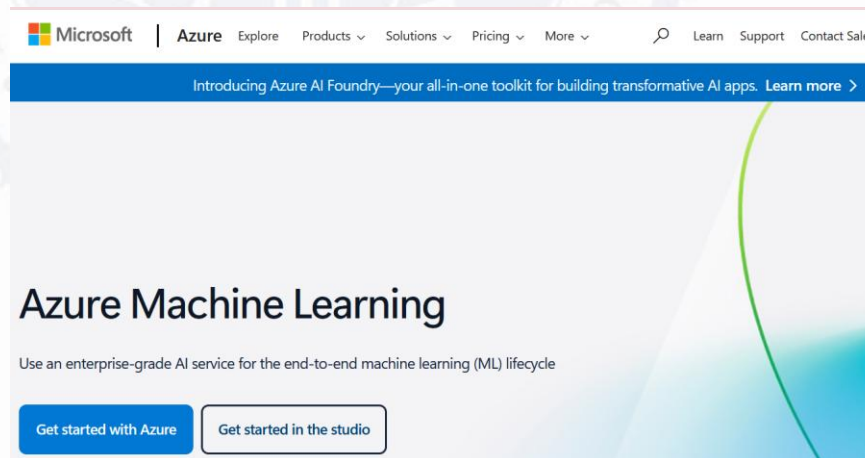 Microsoft Azure Explore Products Solutions Pricing More Learn Support Contact Sal
Introducing Azure AI Foundry—your all-in-one toolkit for building transformative AI apps. Learn more
Azure Machine Learning
Use an enterprise-grade AI service for the end-to-end machine learning (ML) lifecycle
Get started with Azure Get started in the studio